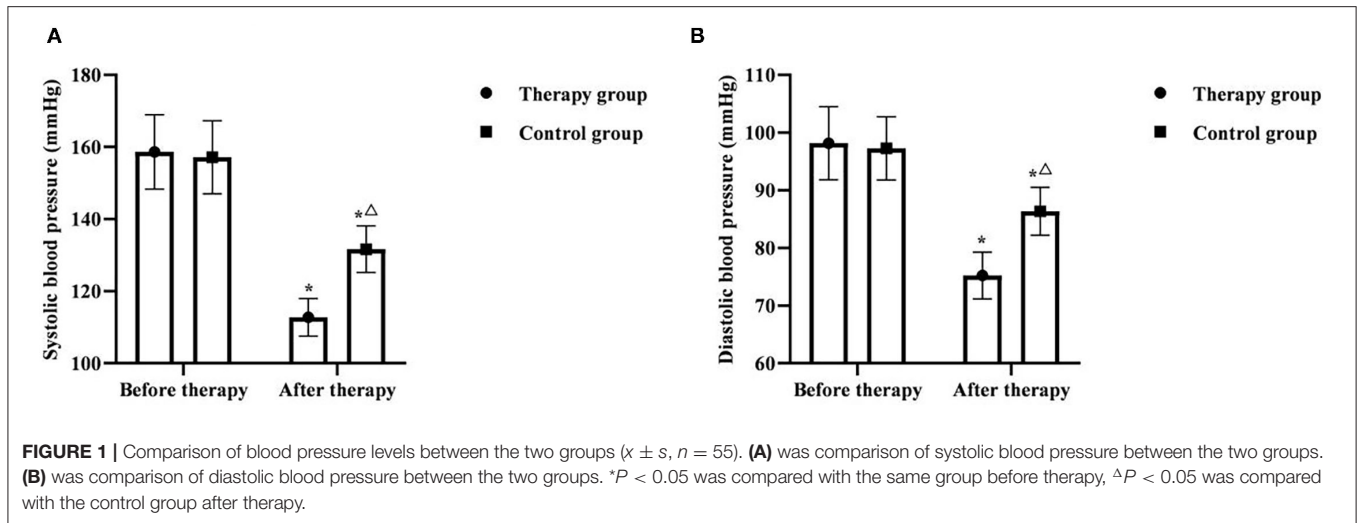 A
Systolic blood pressure (mmHg)
180
160
140
120
100
* 
*△
Before therapy
After therapy
Therapy group
Control group
B
Diastolic blood pressure (mmHg)
110
100
90
80
70
60
*
*△
Before therapy
After therapy
Therapy group
Control group
FIGURE 1 | Comparison of blood pressure levels between the two groups (x ± s, n = 55). (A) was comparison of systolic blood pressure between the two groups.
(B) was comparison of diastolic blood pressure between the two groups. *P < 0.05 was compared with the same group before therapy, △P < 0.05 was compared
with the control group after therapy.